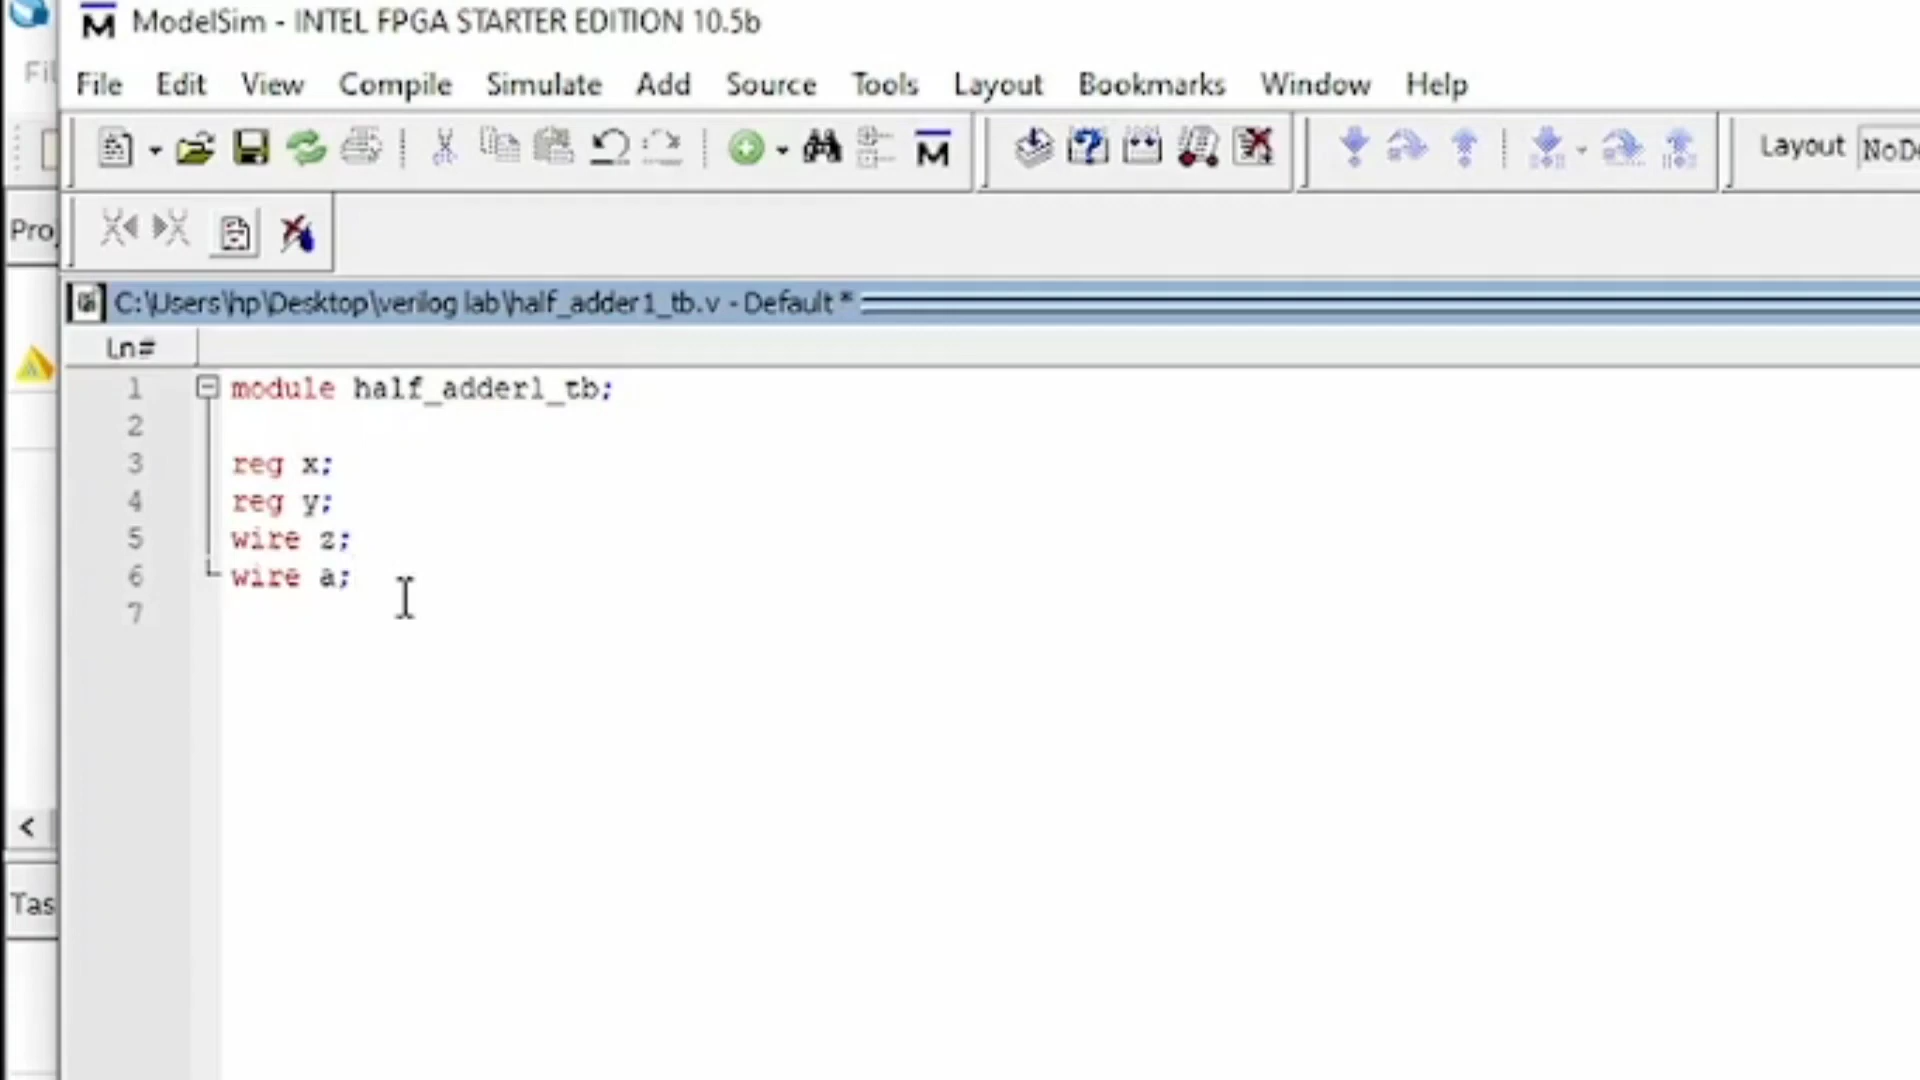 ModelSim - INTEL FPGA STARTER EDITION 10.5b
Fil
File Edit View Compile Simulate Add Source Tools Layout Bookmarks Window Help
Layout
Pro
C:\Users\hp\Desktop\verilog lab\half_adder1_tb.v - Default *
Ln#
1 module half_adder1_tb;
2
3 reg x;
4 reg y;
5 wire z;
6 wire a;
7
Tas